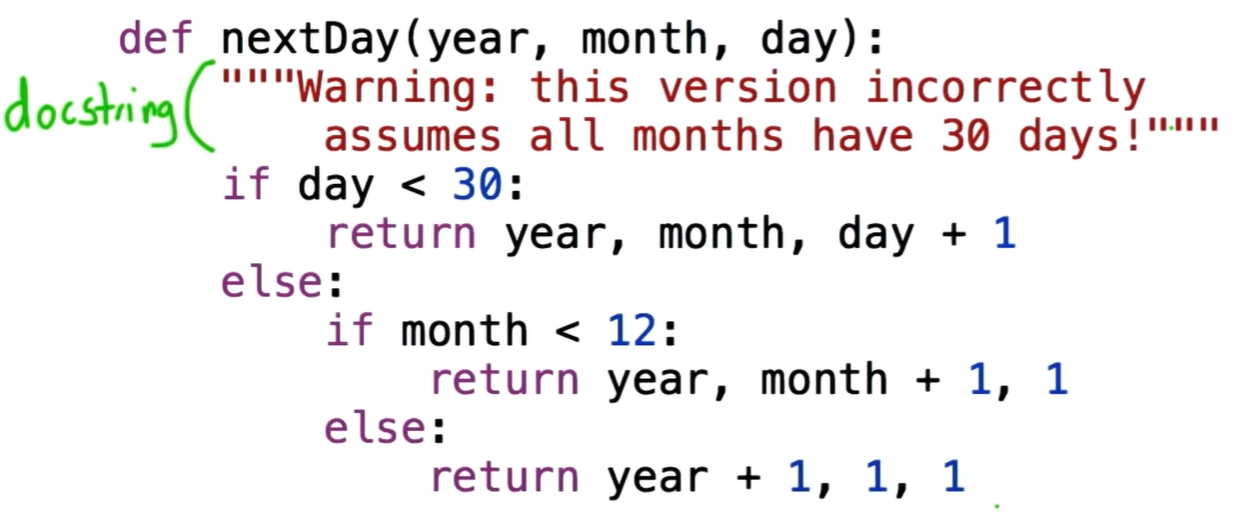 def nextDay(year, month, day):
docstring( """Warning: this version incorrectly
assumes all months have 30 days!"""
if day < 30:
return year, month, day + 1
else:
if month < 12:
return year, month + 1, 1
else:
return year + 1, 1, 1